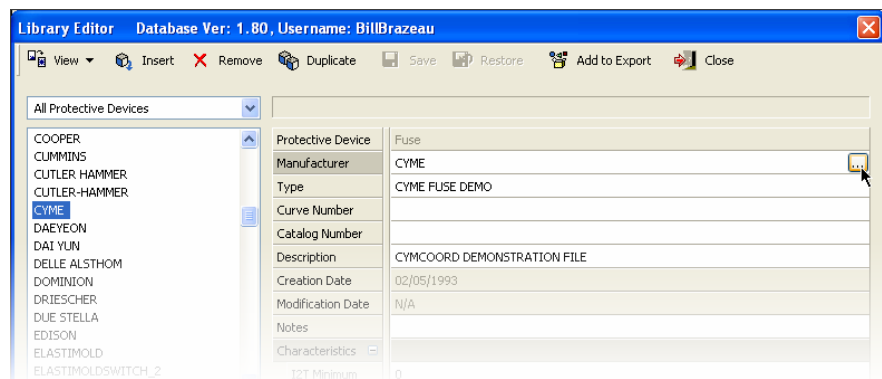 Library Editor Database Ver: 1.80, Username: BillBrazeau
View Insert Remove Duplicate Save Restore Add to Export Close
All Protective Devices
COOPER
CUMMINS
CUTLER HAMMER
CUTLER-HAMMER
CYME
DAEYEON
DAI YUN
DELLE ALSTHOM
DOMINION
DRIESCHER
DUE STELLA
EDISON
ELASTIMOLD
ELASTIMOLDSWITCH_2
Protective Device Fuse
Manufacturer CYME ...
Type CYME FUSE DEMO
Curve Number
Catalog Number
Description CYMCOORD DEMONSTRATION FILE
Creation Date 02/05/1993
Modification Date N/A
Notes
Characteristics
I2T Minimum 0